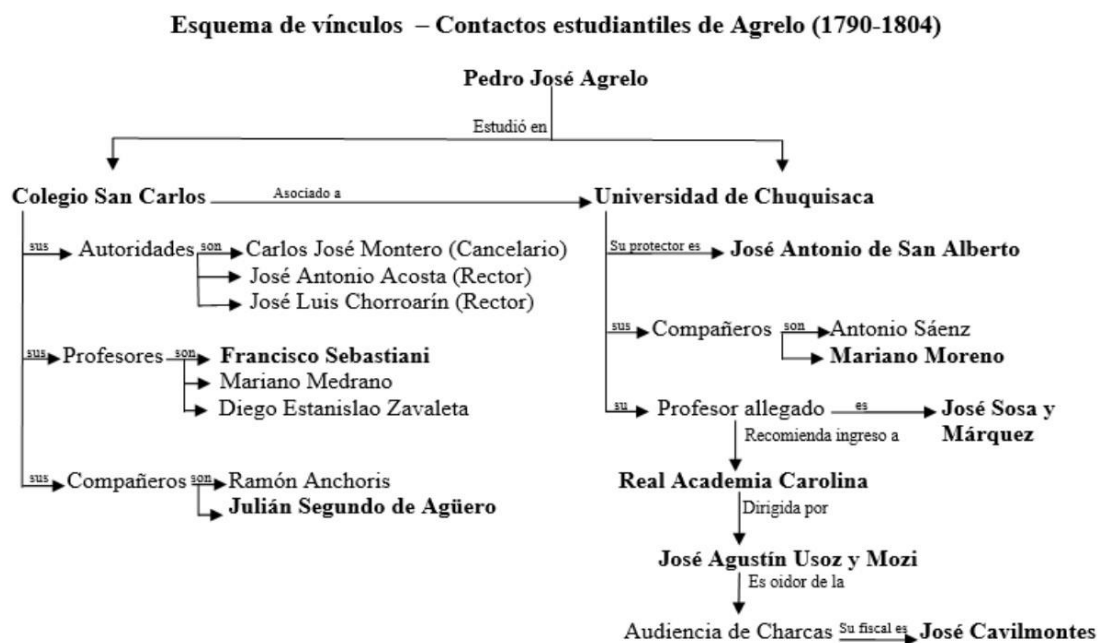 Esquema de vínculos – Contactos estudiantiles de Agrelo (1790-1804)
Pedro José Agrelo
Estudió en
Colegio San Carlos Asociado a Universidad de Chuquisaca
sus Autoridades son Carlos José Montero (Cancelario)
José Antonio Acosta (Rector)
José Luis Chorroarín (Rector)
sus Profesores son Francisco Sebastiani
Mariano Medrano
Diego Estanislao Zavaleta
sus Compañeros son Ramón Anchoris
Julián Segundo de Agüero
Su protector es José Antonio de San Alberto
sus Compañeros son Antonio Sáenz
Mariano Moreno
su Profesor allegado es José Sosa y
Márquez
Recomienda ingreso a
Real Academia Carolina
Dirigida por
José Agustín Usoz y Mozi
Es oidor de la
Audiencia de Charcas Su fiscal es José Cavilmontes